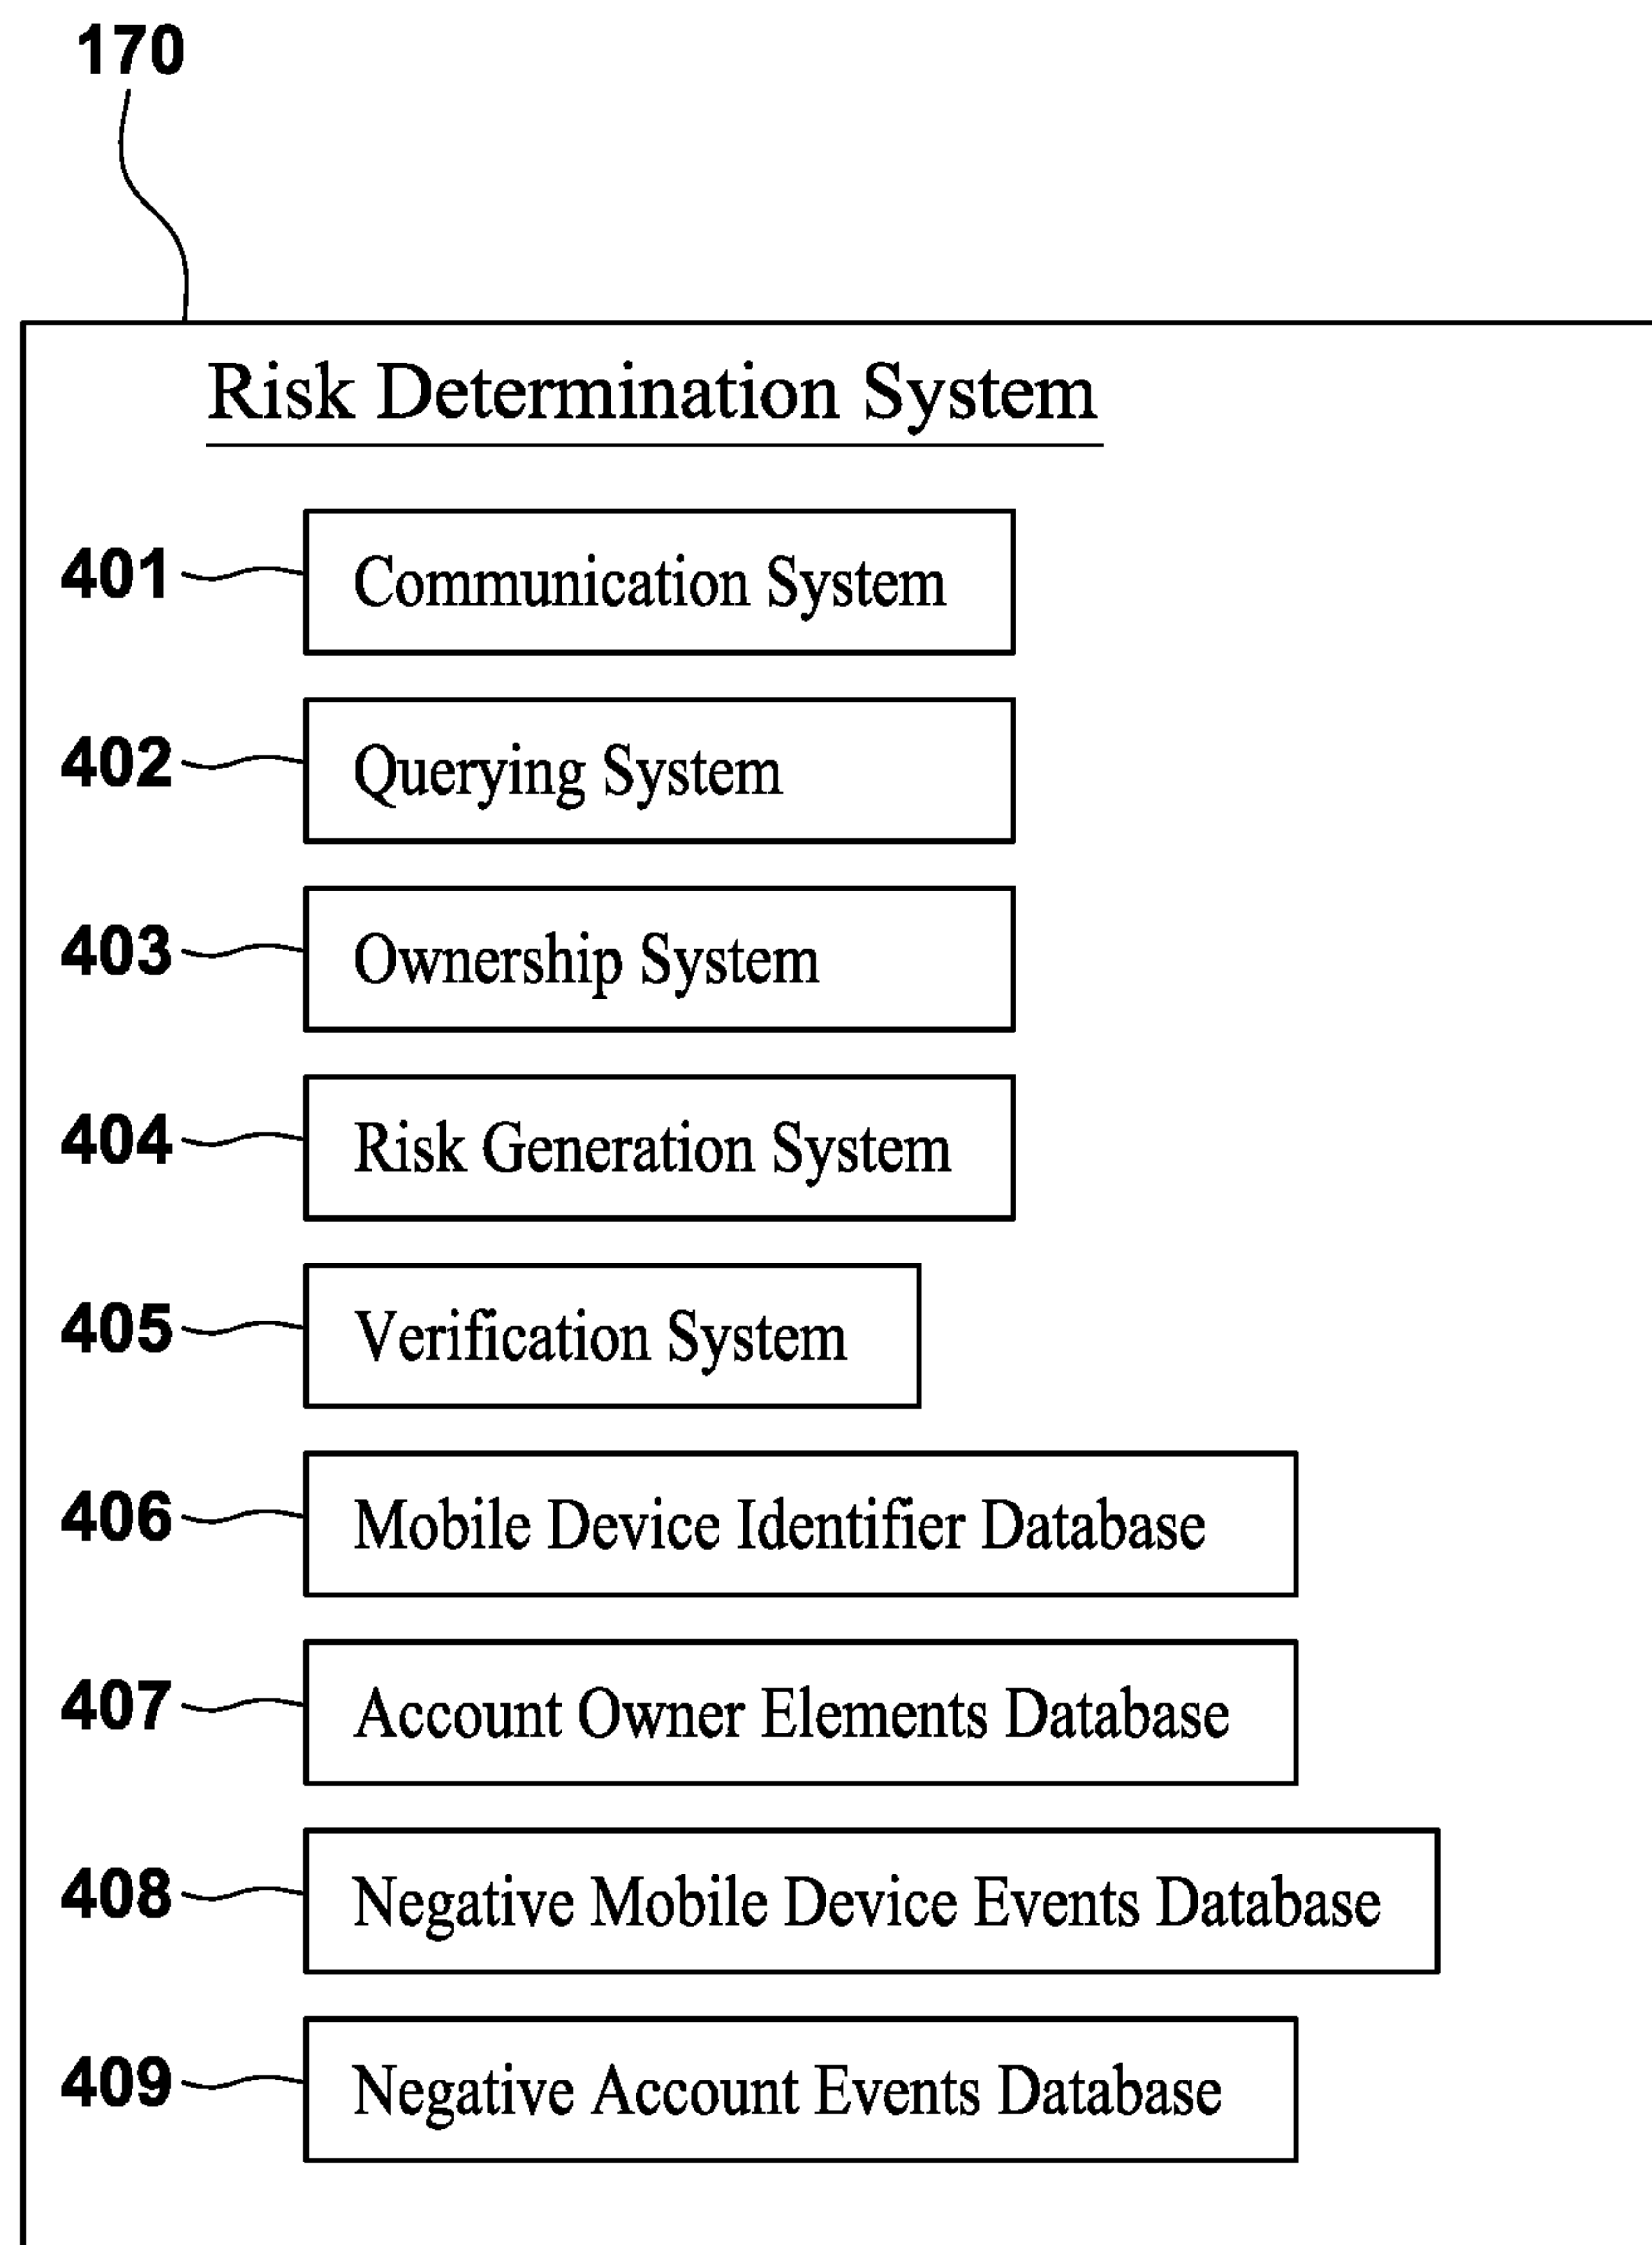 170
Risk Determination System
401 Communication System
402 Querying System
403 Ownership System
404 Risk Generation System
405 Verification System
406 Mobile Device Identifier Database
407 Account Owner Elements Database
408 Negative Mobile Device Events Database
409 Negative Account Events Database